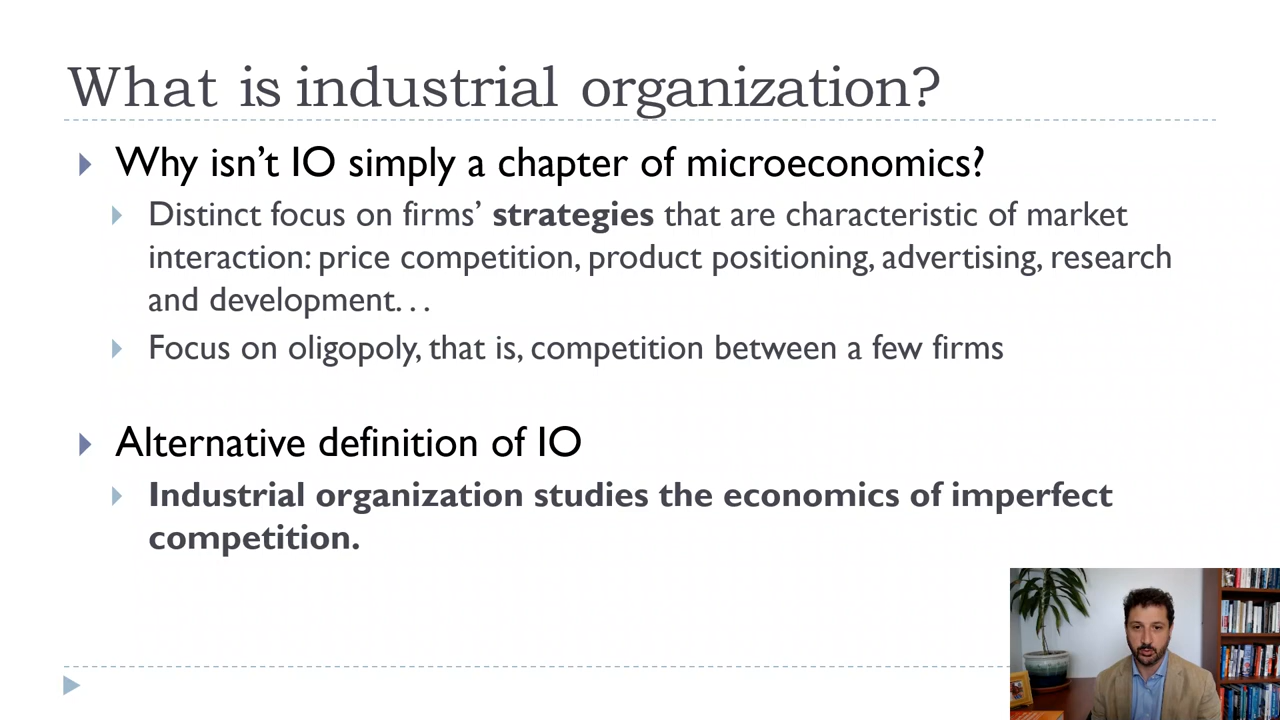 What is industrial organization?
Why isn’t IO simply a chapter of microeconomics?
Distinct focus on firms’ strategies that are characteristic of market
interaction: price competition, product positioning, advertising, research
and development. . .
Focus on oligopoly, that is, competition between a few firms
Alternative definition of IO
Industrial organization studies the economics of imperfect
competition.